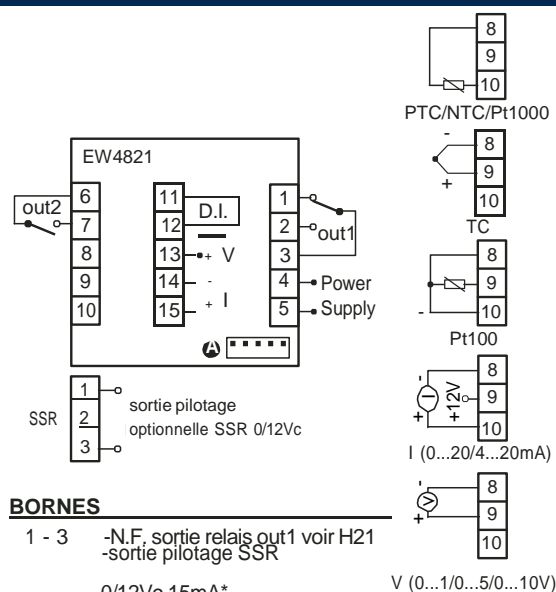 8
9
10
PTC/NTC/Pt1000
EW4821
-
8
9
+
10
TC
out2
6
7
8
9
10
11
12
13
14
15
D.I.
+ V
-
+ I
1
2
3
4
5
out1
Power
Supply
A
8
9
10
-
Pt100
SSR
1
2
3
sortie pilotage
optionnelle SSR 0/12Vc
-
I
+
+12V
8
9
10
I (0...20/4...20mA)
-
V
+
8
9
10
V (0...1/0...5/0...10V)
BORNES
1 - 3 -N.F. sortie relais out1 voir H21
-sortie pilotage SSR
0/12Vc 15mA*